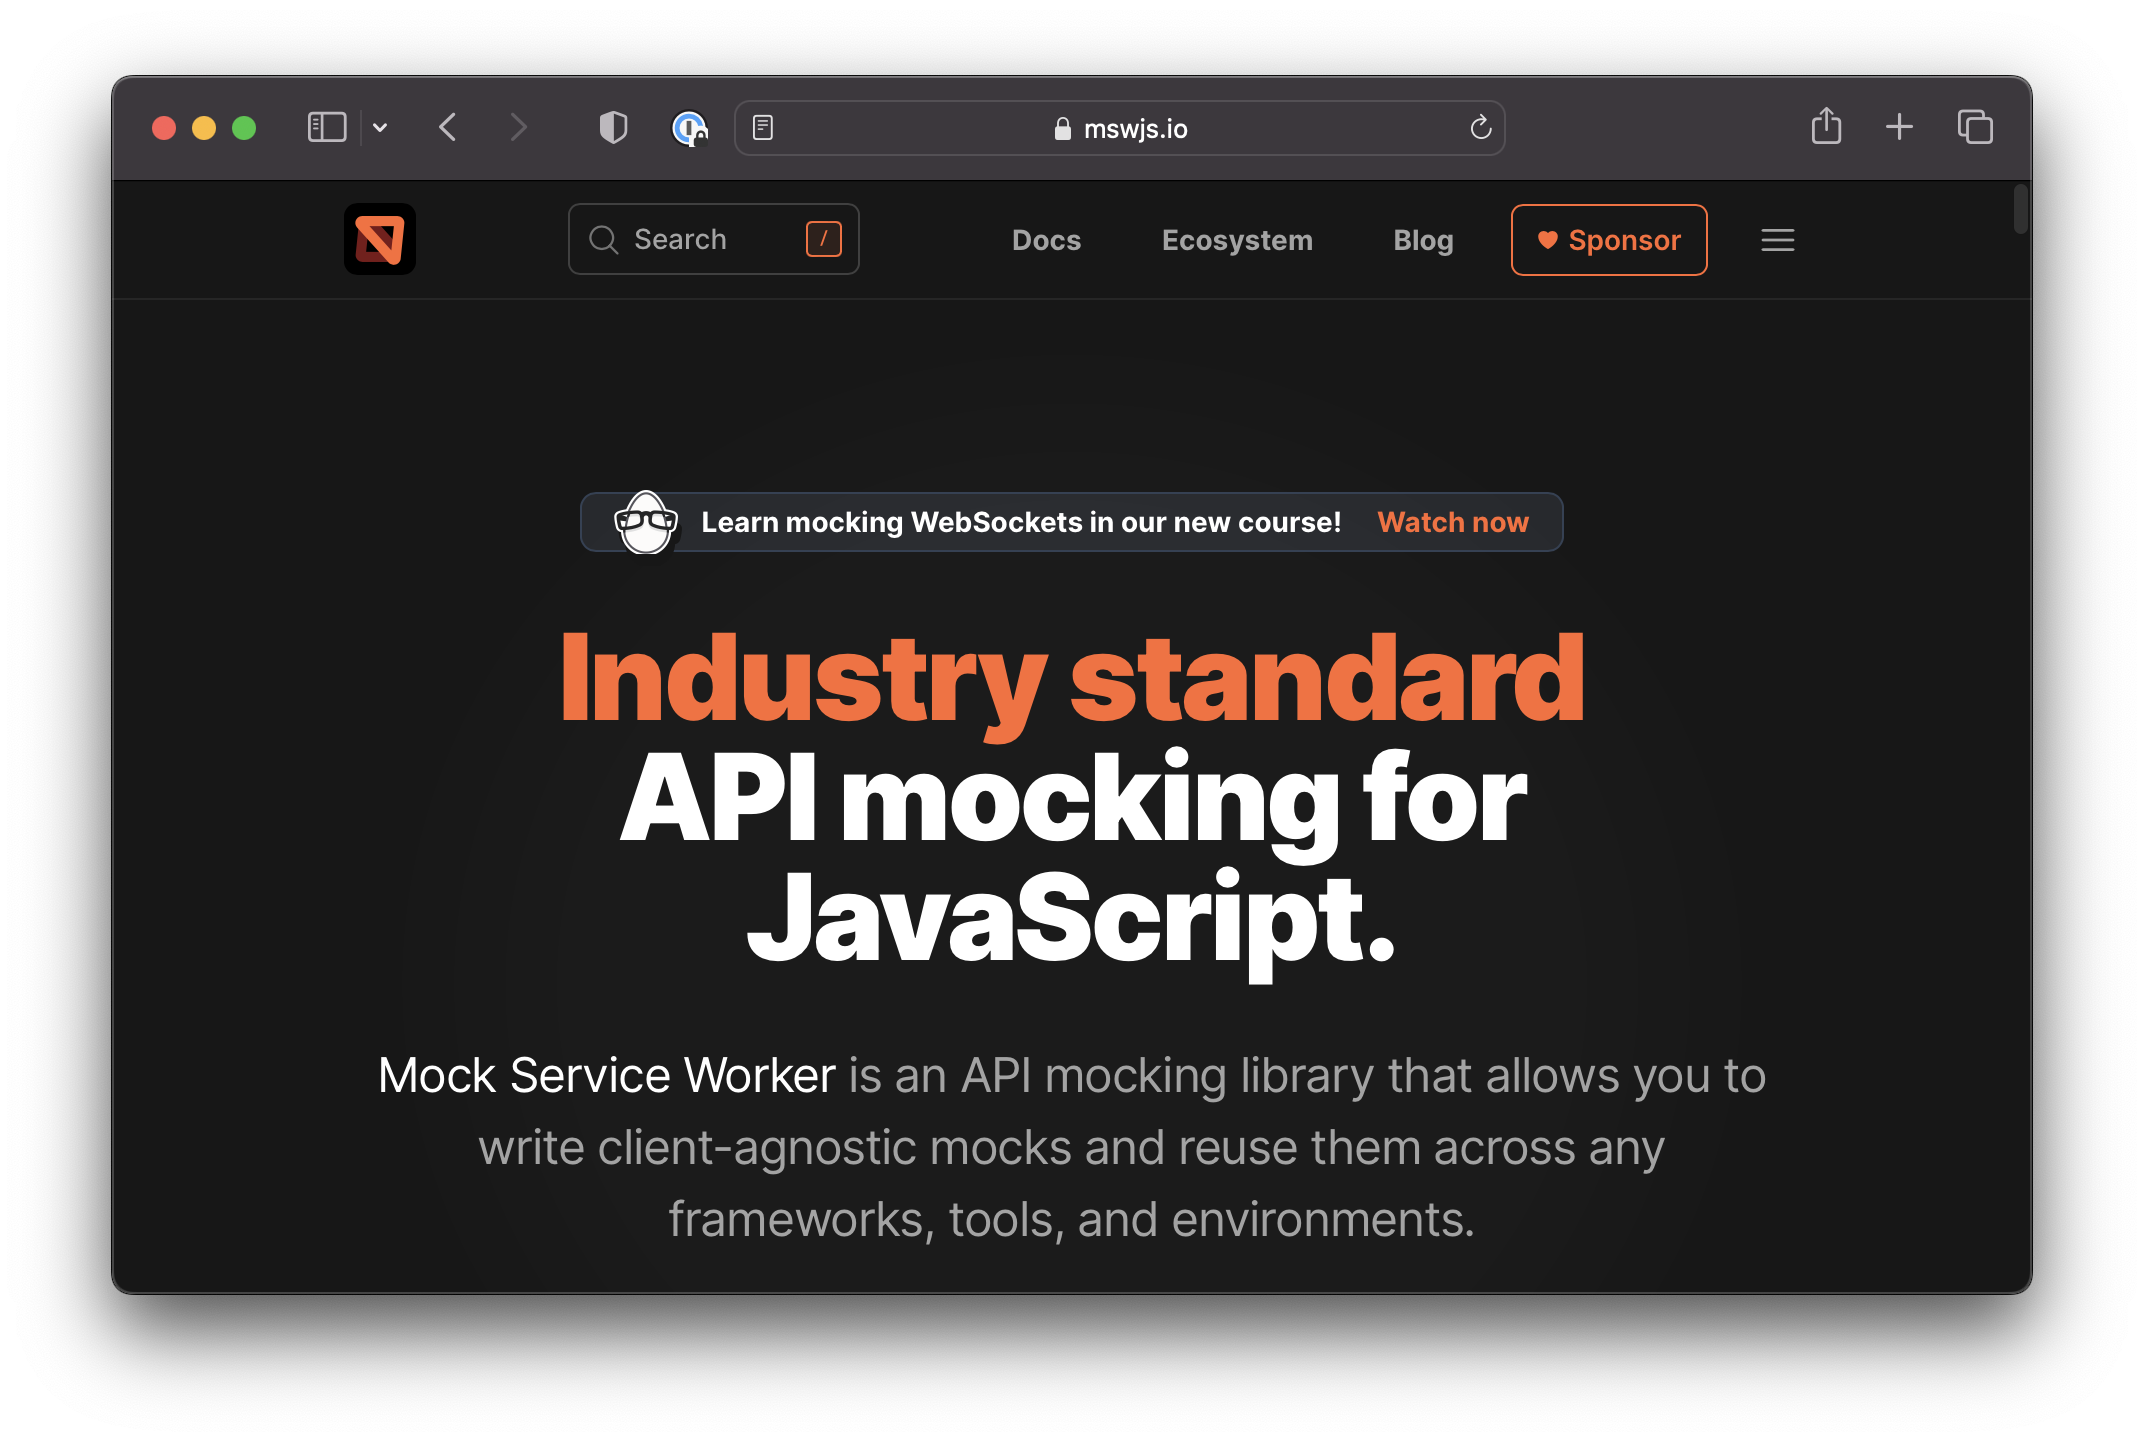 mswjs.io
Search /
Docs Ecosystem Blog Sponsor
Learn mocking WebSockets in our new course! Watch now
Industry standard
API mocking for
JavaScript.
Mock Service Worker is an API mocking library that allows you to
write client-agnostic mocks and reuse them across any
frameworks, tools, and environments.